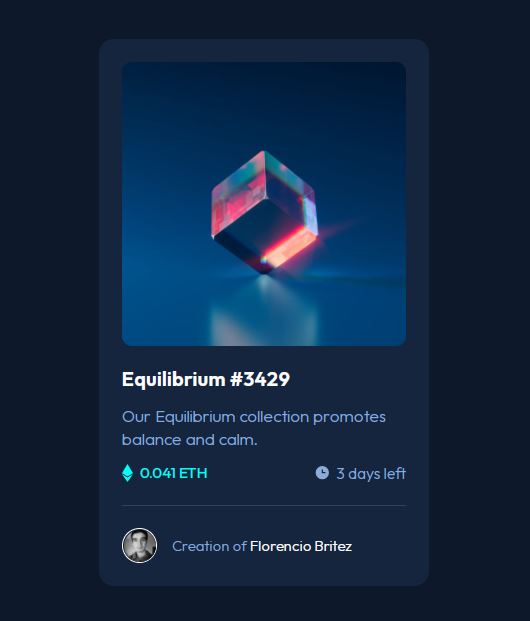 Equilibrium #3429
Our Equilibrium collection promotes
balance and calm.
0.041 ETH
3 days left
Creation of Florencio Britez